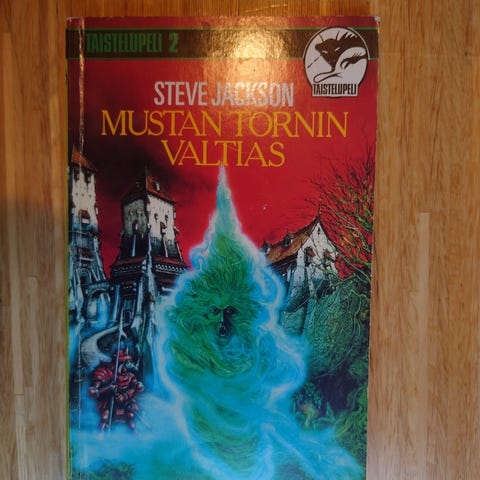 TAISTELUPELI 2
TAISTELUPELI
STEVE JACKSON
MUSTAN TORNIN
VALTIAS